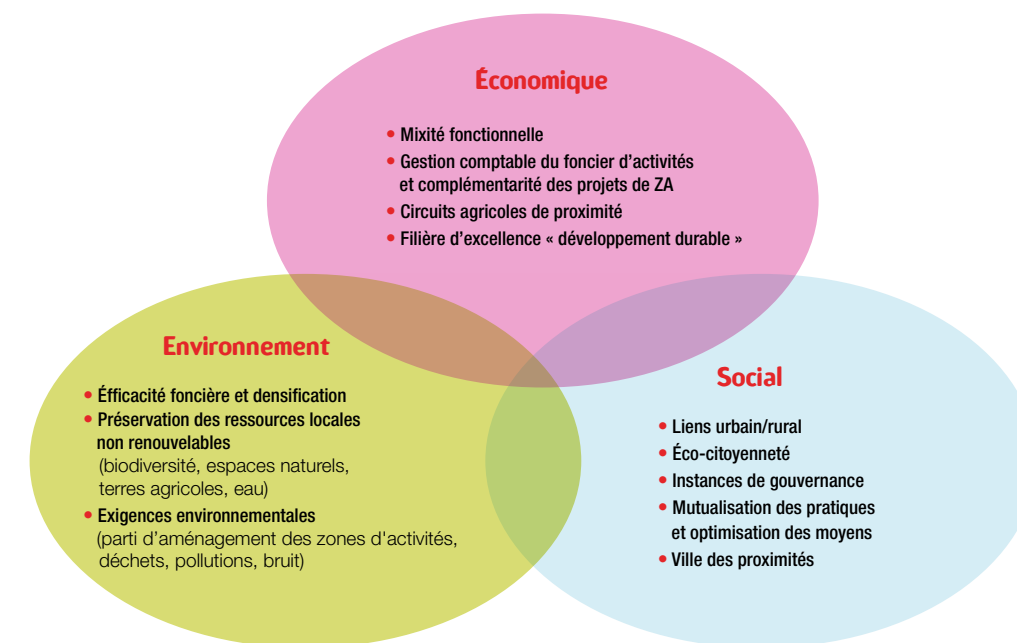 Économique
• Mixité fonctionnelle
• Gestion comptable du foncier d’activités
et complémentarité des projets de ZA
• Circuits agricoles de proximité
• Filière d’excellence « développement durable »
Environnement
• Éfficacité foncière et densification
• Préservation des ressources locales
non renouvelables
(biodiversité, espaces naturels,
terres agricoles, eau)
• Exigences environnementales
(parti d’aménagement des zones d'activités,
déchets, pollutions, bruit)
Social
• Liens urbain/rural
• Éco-citoyenneté
• Instances de gouvernance
• Mutualisation des pratiques
et optimisation des moyens
• Ville des proximités